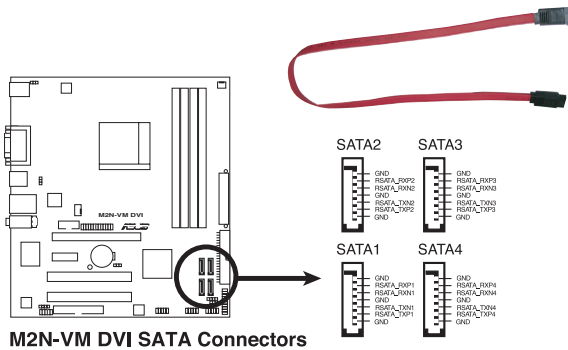 SATA2
GND
RSATA_RXP2
RSATA_RXN2
GND
RSATA_TXN2
RSATA_TXP2
GND
SATA3
GND
RSATA_RXP3
RSATA_RXN3
GND
RSATA_TXN3
RSATA_TXP3
GND
M2N-VM DVI
ASUS
SATA1
GND
RSATA_RXP1
RSATA_RXN1
GND
RSATA_TXN1
RSATA_TXP1
GND
SATA4
GND
RSATA_RXP4
RSATA_RXN4
GND
RSATA_TXN4
RSATA_TXP4
GND
M2N-VM DVI SATA Connectors